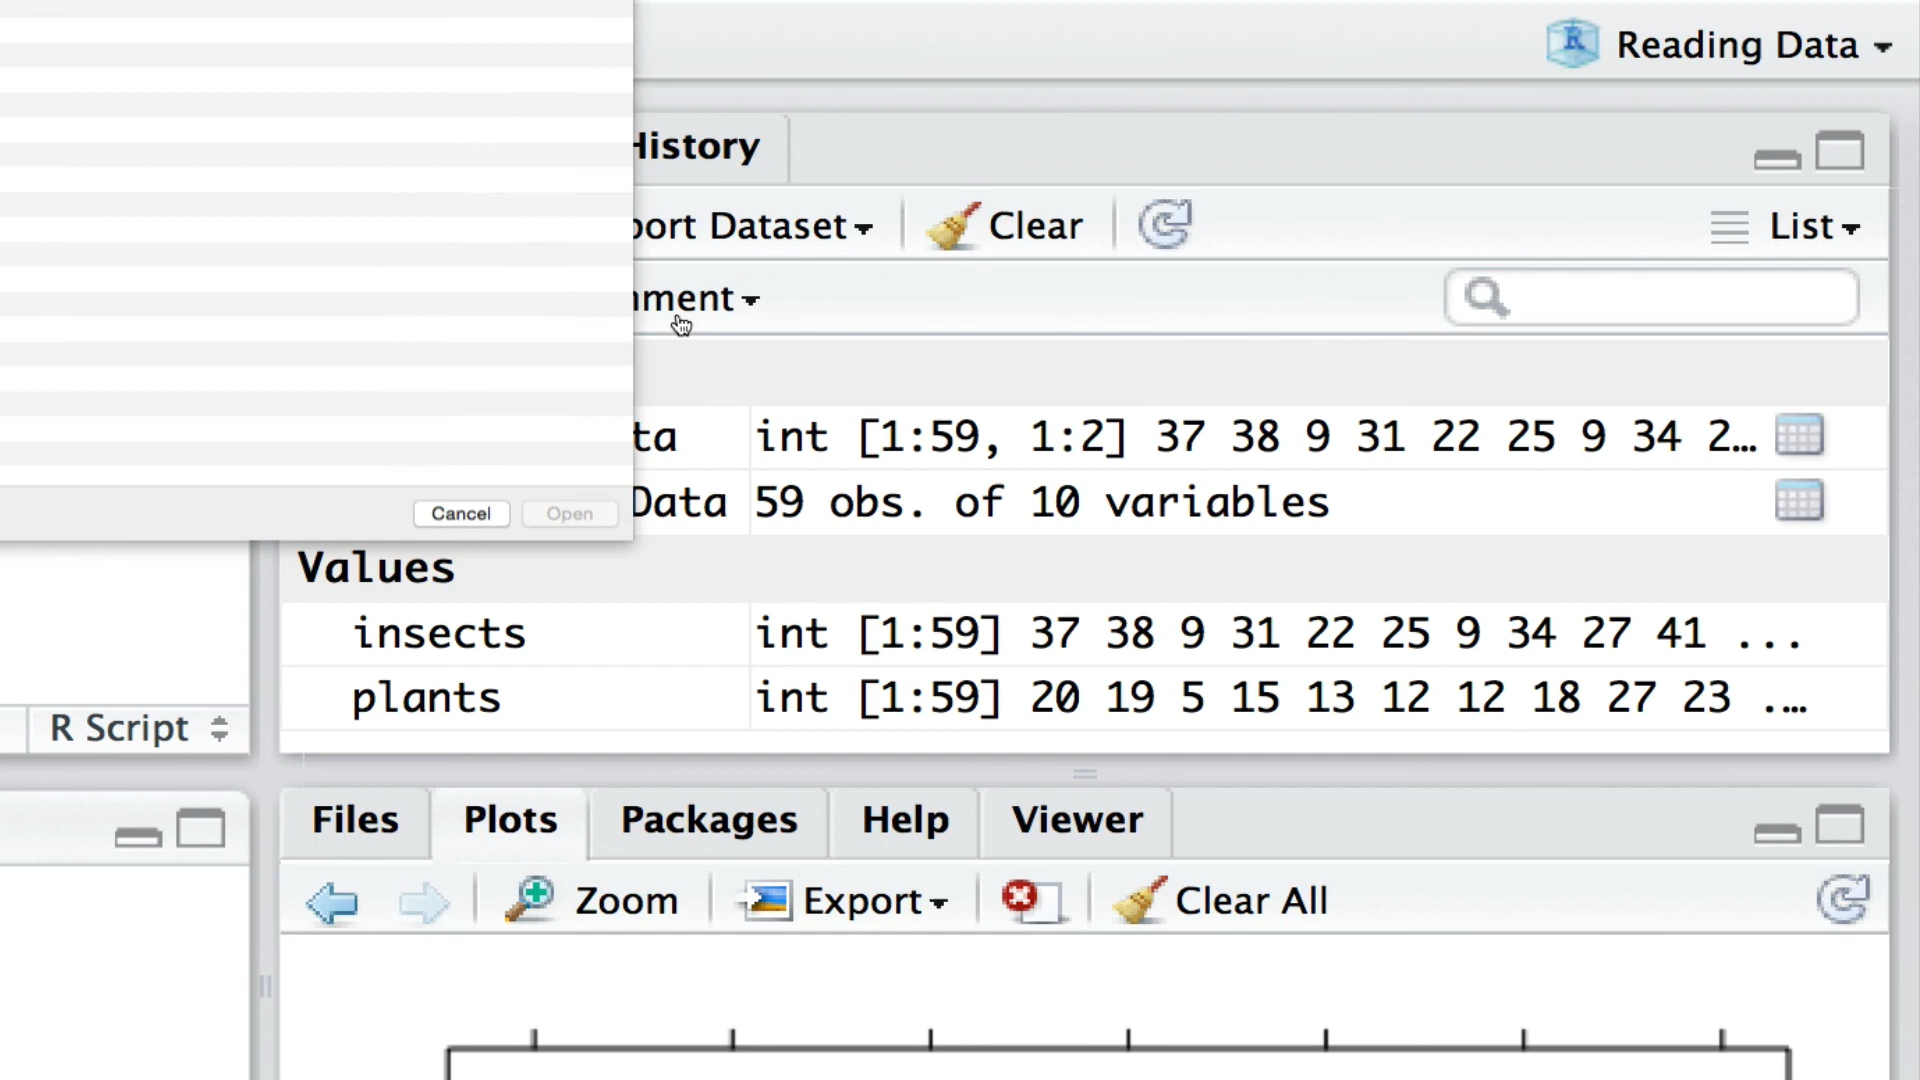 Reading Data
History
port Dataset Clear List
nment
ta int [1:59, 1:2] 37 38 9 31 22 25 9 34 2…
Data 59 obs. of 10 variables
Cancel Open
Values
insects int [1:59] 37 38 9 31 22 25 9 34 27 41 ...
plants int [1:59] 20 19 5 15 13 12 12 18 27 23 .…
R Script
Files Plots Packages Help Viewer
Zoom Export Clear All